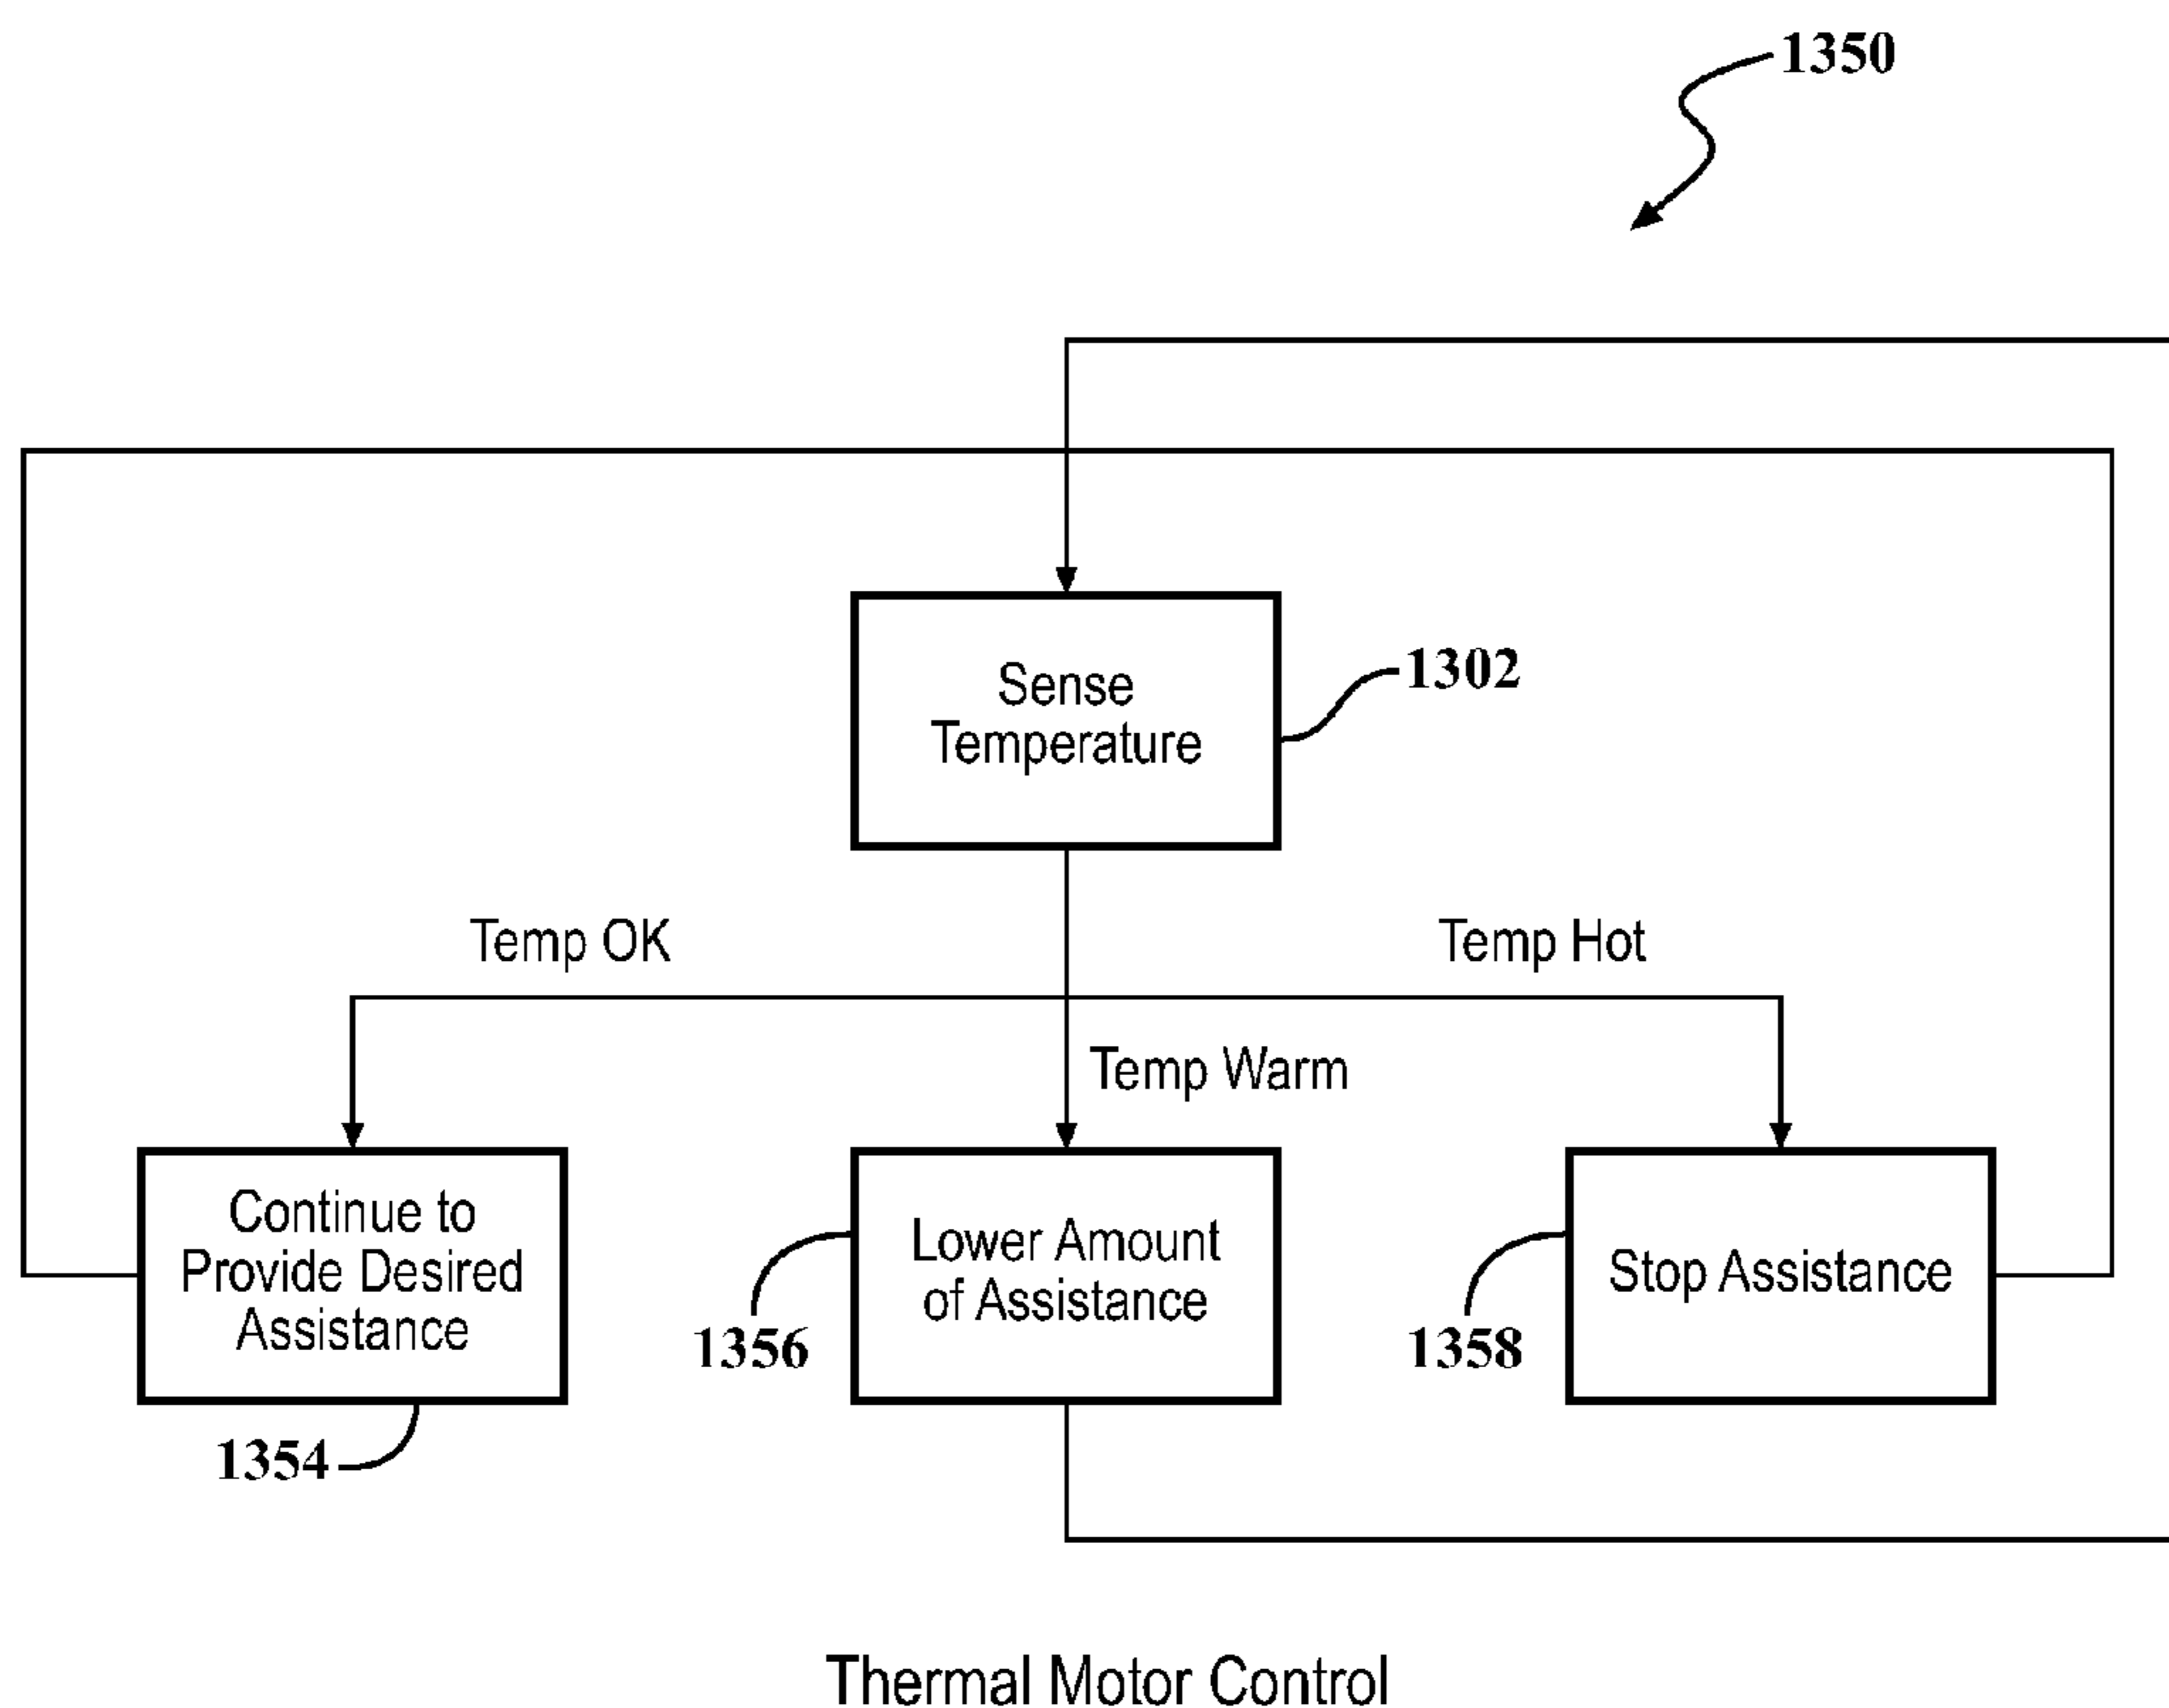 1350
Sense
Temperature
1302
Temp OK
Temp Hot
Temp Warm
Continue to
Provide Desired
Assistance
Lower Amount
of Assistance
Stop Assistance
1356
1358
1354
Thermal Motor Control